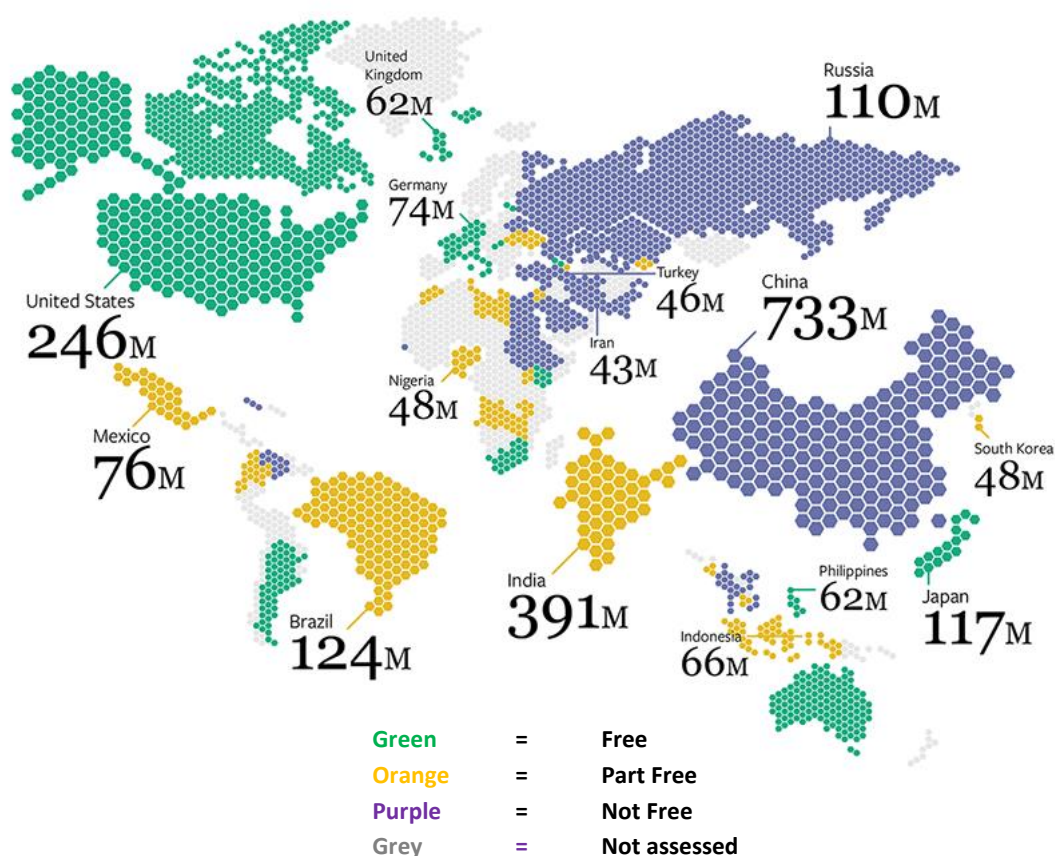 United
Kingdom
62M
Russia
110M
Germany
74M
United States
246M
Turkey
46M
China
733M
Iran
43M
Nigeria
48M
Mexico
76M
South Korea
48M
India
391M
Philippines
62M
Japan
117M
Brazil
124M
Indonesia
66M
Green = Free
Orange = Part Free
Purple = Not Free
Grey = Not assessed